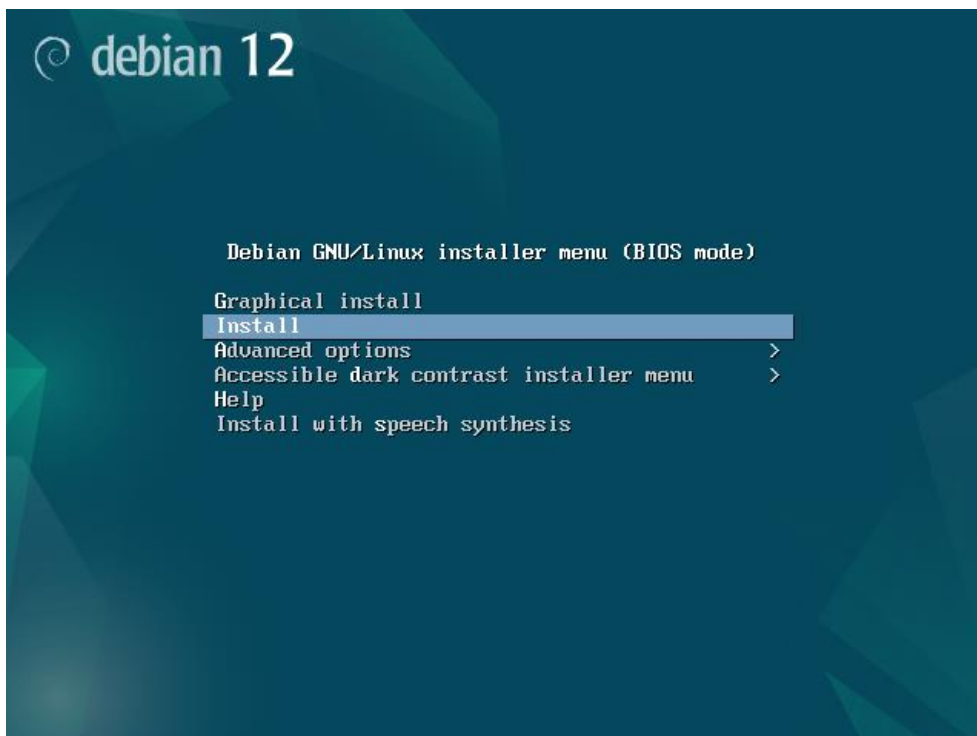 debian 12
Debian GNU/Linux installer menu (BIOS mode)
Graphical install
Install
Advanced options >
Accessible dark contrast installer menu >
Help
Install with speech synthesis